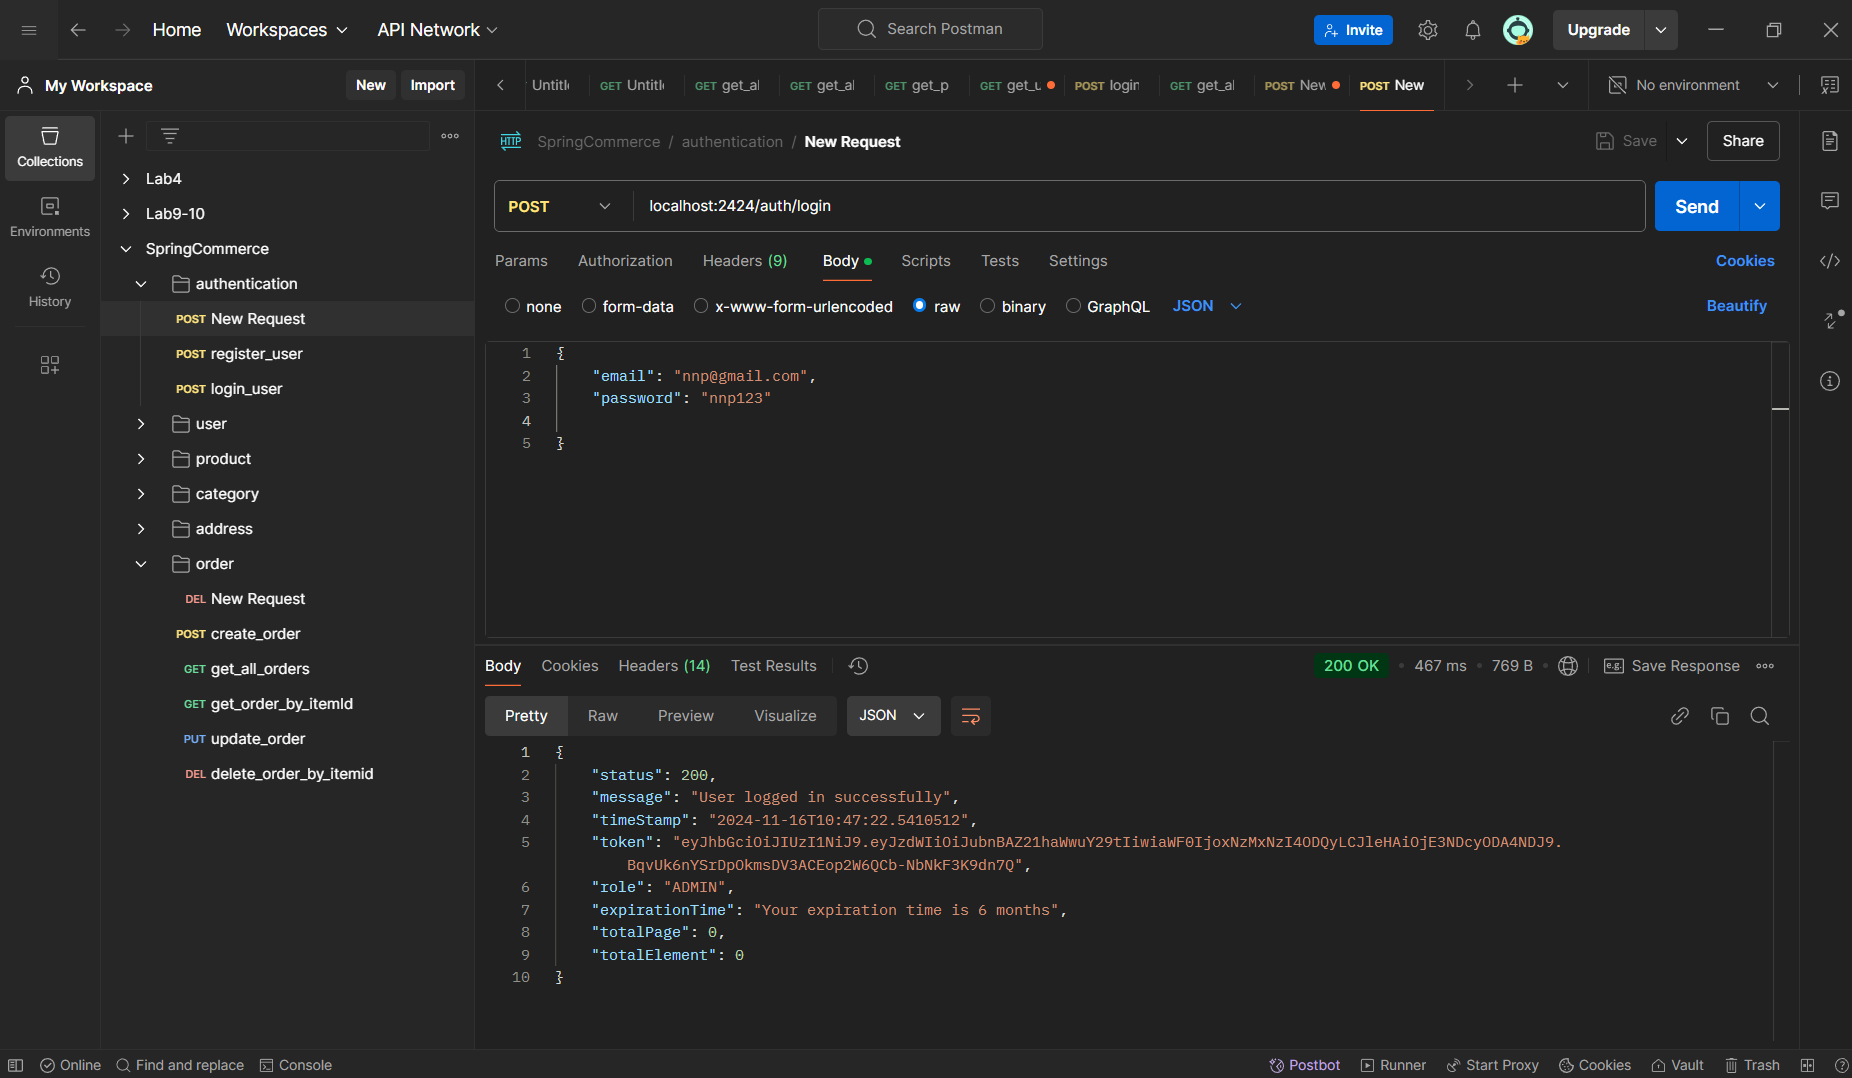 Home Workspaces API Network Search Postman Invite Upgrade
My Workspace New Import
Untitle GET Untitle GET get_al GET get_al GET get_p GET get_u POST login GET get_al POST New POST New No environment
Collections
Environments
History
Lab4
Lab9-10
SpringCommerce
authentication
POST New Request
POST register_user
POST login_user
user
product
category
address
order
DEL New Request
POST create_order
GET get_all_orders
GET get_order_by_itemId
PUT update_order
DEL delete_order_by_itemid
HTTP SpringCommerce / authentication / New Request Save Share
POST localhost:2424/auth/login Send
Params Authorization Headers (9) Body Scripts Tests Settings Cookies
none form-data x-www-form-urlencoded raw binary GraphQL JSON Beautify
1 {
2 "email": "nnp@gmail.com",
3 "password": "nnp123"
4
5 }
Body Cookies Headers (14) Test Results 200 OK 467 ms 769 B e.g. Save Response
Pretty Raw Preview Visualize JSON
1 {
2 "status": 200,
3 "message": "User logged in successfully",
4 "timeStamp": "2024-11-16T10:47:22.5410512",
5 "token": "eyJhbGciOiJIUzI1NiJ9.eyJzdWIiOiJubnBAZ21haWwuY29tIiwiaWF0IjoxNzMxNzI4ODQyLCJleHAiOjE3NDcyODA4NDJ9.
BqvUk6nYSrDpOkmsDV3ACEop2W6QCb-NbNkF3K9dn7Q",
6 "role": "ADMIN",
7 "expirationTime": "Your expiration time is 6 months",
8 "totalPage": 0,
9 "totalElement": 0
10 }
Online Find and replace Console Postbot Runner Start Proxy Cookies Vault Trash